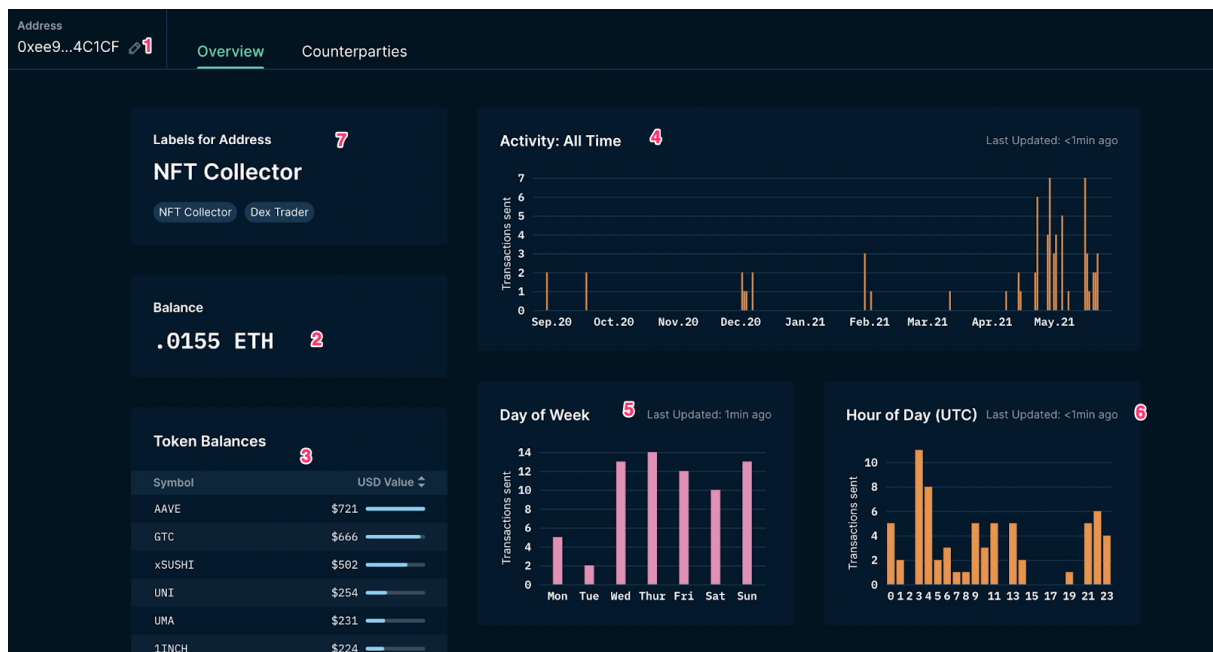 Address
0xee9...4C1CF 1
Overview Counterparties
Labels for Address 7
NFT Collector
NFT Collector Dex Trader
Balance
.0155 ETH 2
Token Balances
3
Symbol USD Value
AAVE $721
GTC $666
xSUSHI $502
UNI $254
UMA $231
1INCH $224
Activity: All Time 4 Last Updated: <1min ago
Transactions sent
7
6
5
4
3
2
1
0
Sep.20 Oct.20 Nov.20 Dec.20 Jan.21 Feb.21 Mar.21 Apr.21 May.21
Day of Week 5 Last Updated: 1min ago
Transactions sent
14
12
10
8
6
4
2
0
Mon Tue Wed Thur Fri Sat Sun
Hour of Day (UTC) Last Updated: <1min ago 6
Transactions sent
10
8
6
4
2
0
0 1 2 3 4 5 6 7 8 9 11 13 15 17 19 21 23